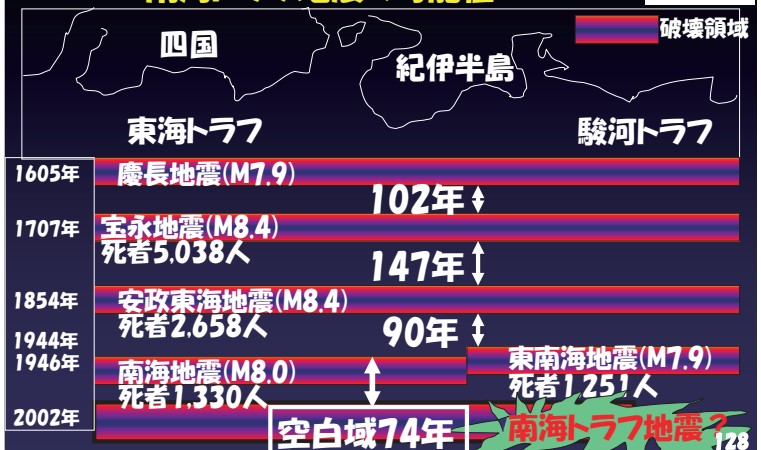 破壊領域
四国
紀伊半島
東海トラフ
駿河トラフ
1605年
慶長地震(M7.9)
102年
1707年
宝永地震(M8.4)
死者5,038人
147年
1854年
安政東海地震(M8.4)
死者2,658人
90年
1944年
東南海地震(M7.9)
死者1,251人
1946年
南海地震(M8.0)
死者1,330人
2002年
空白域74年
南海トラフ地震?
128